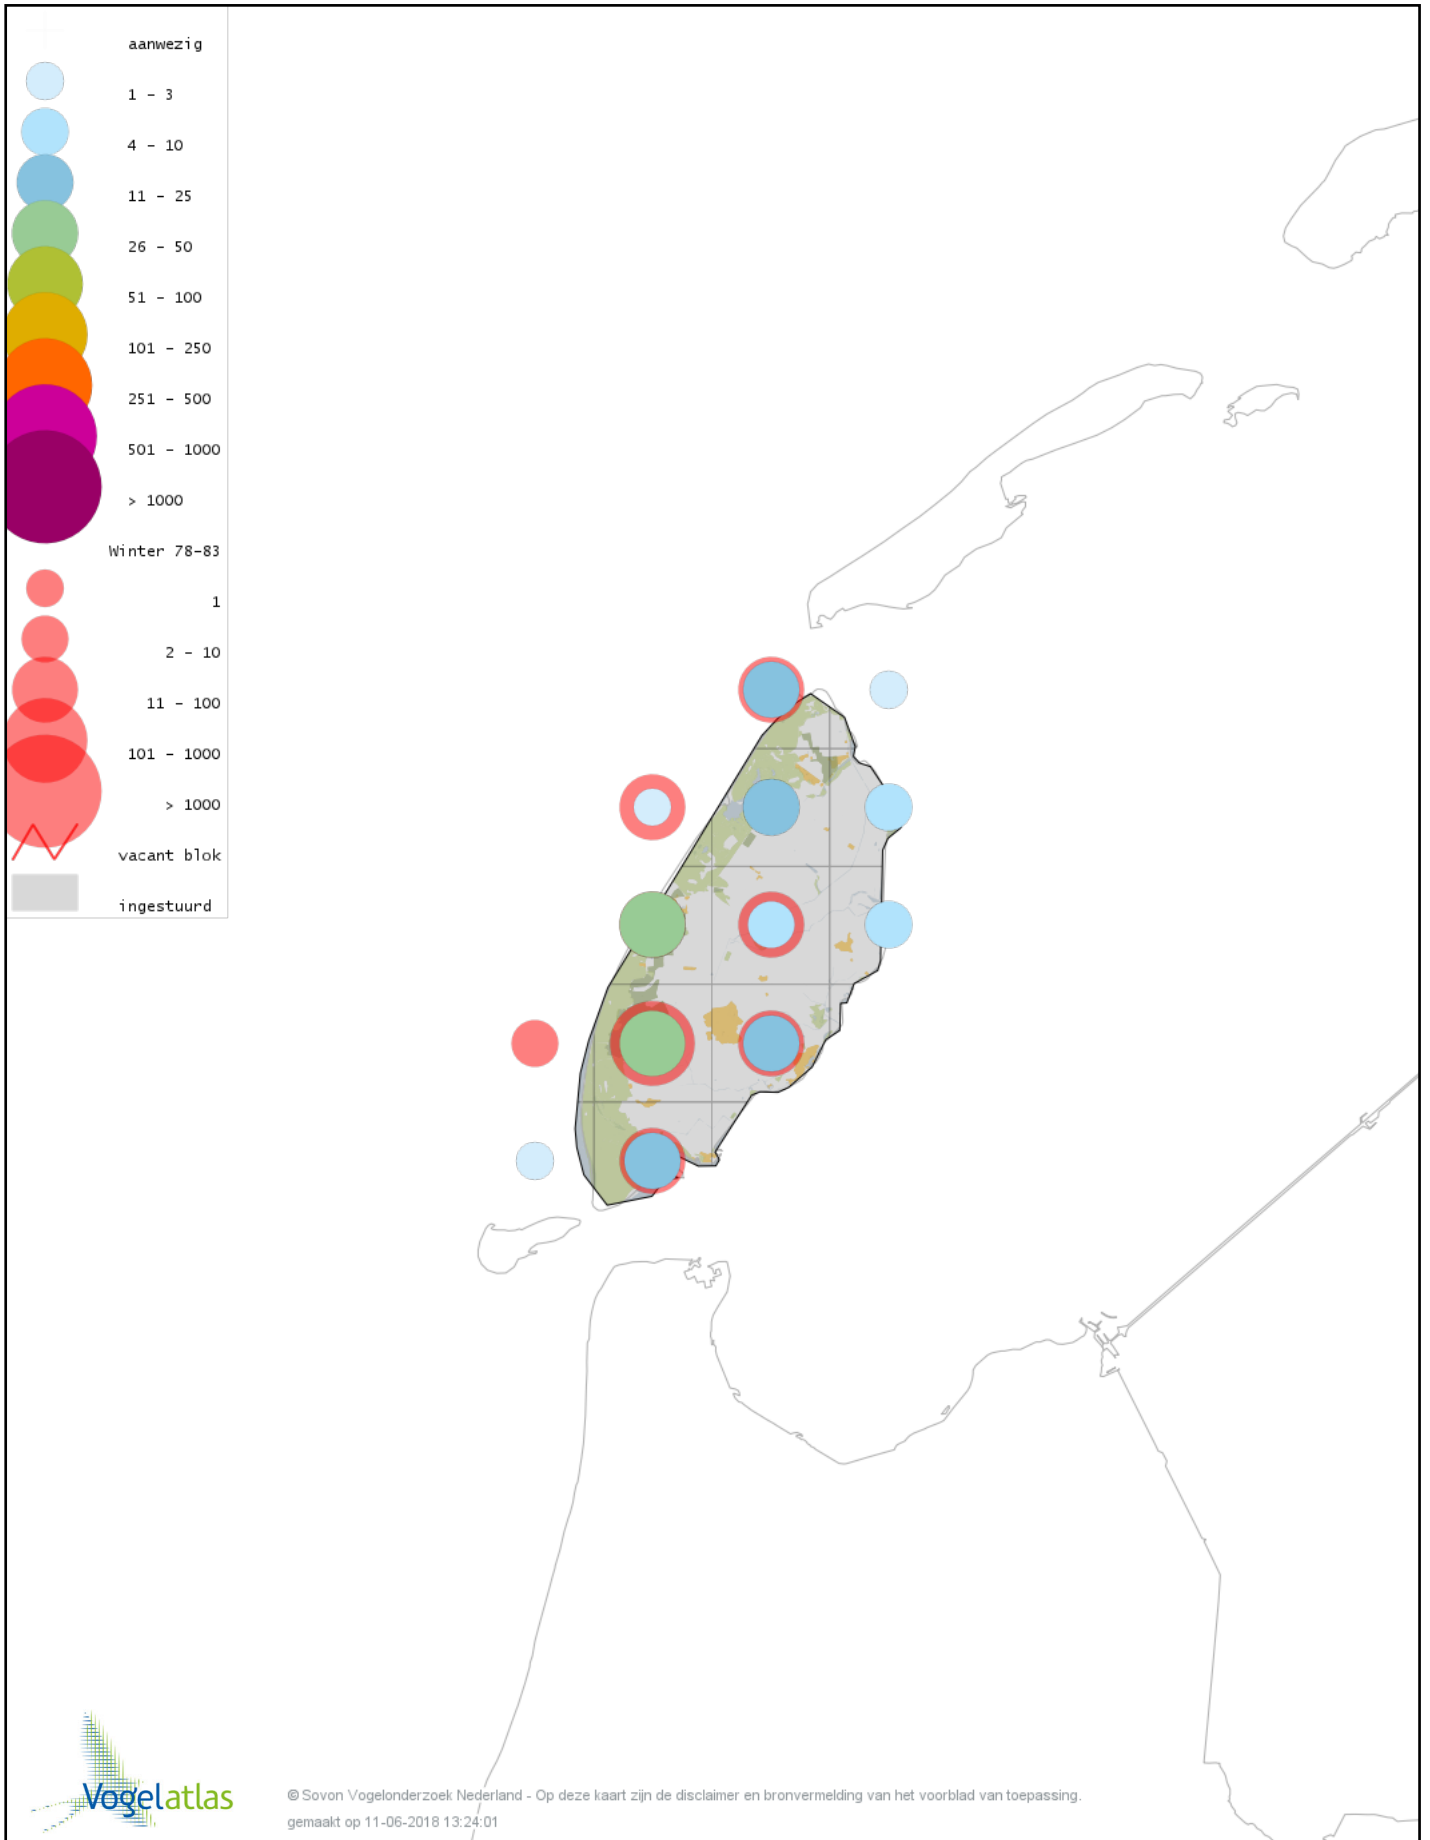 aanwezig
1 - 3
4 - 10
11 - 25
26 - 50
51 - 100
101 - 250
251 - 500
501 - 1000
> 1000
Winter 78-83
1
2 - 10
11 - 100
101 - 1000
> 1000
vacant blok
ingestuurd
Vogelatlas
© Sovon Vogelonderzoek Nederland - Op deze kaart zijn de disclaimer en bronvermelding van het voorblad van toepassing.
gemaakt op 11-06-2018 13:24:01